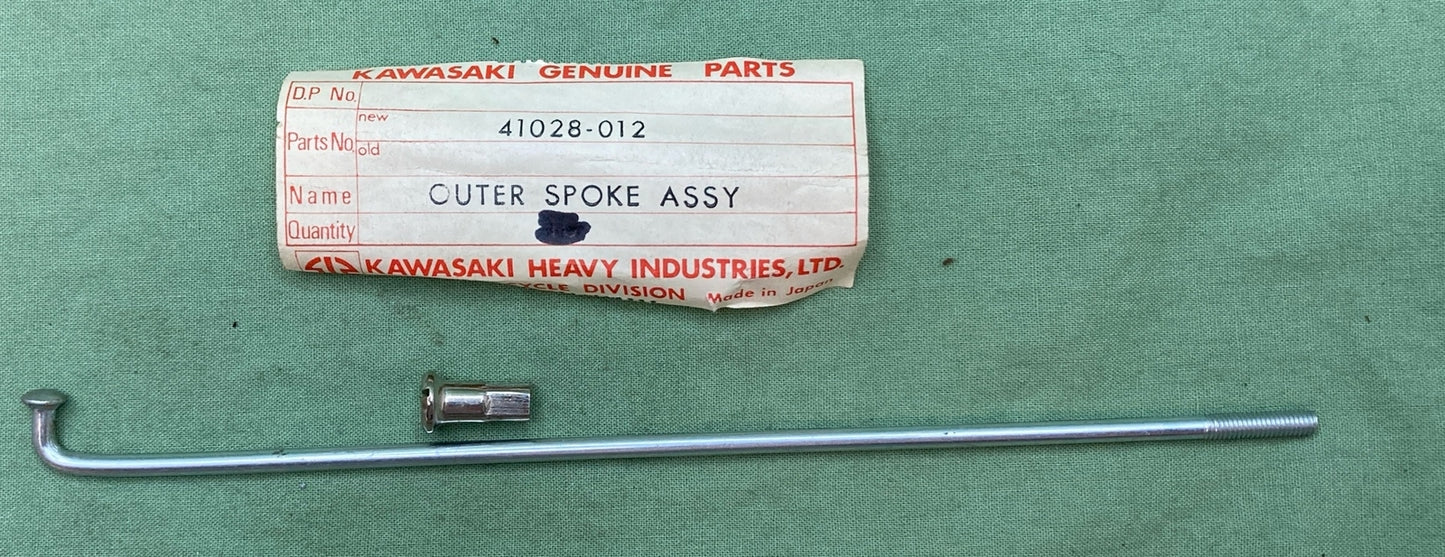 KAWASAKI GENUINE PARTS
D.P No.
new
Parts No. 41028-012
old
Name OUTER SPOKE ASSY
Quantity
KAWASAKI HEAVY INDUSTRIES, LTD.
DIVISION Made in Japan